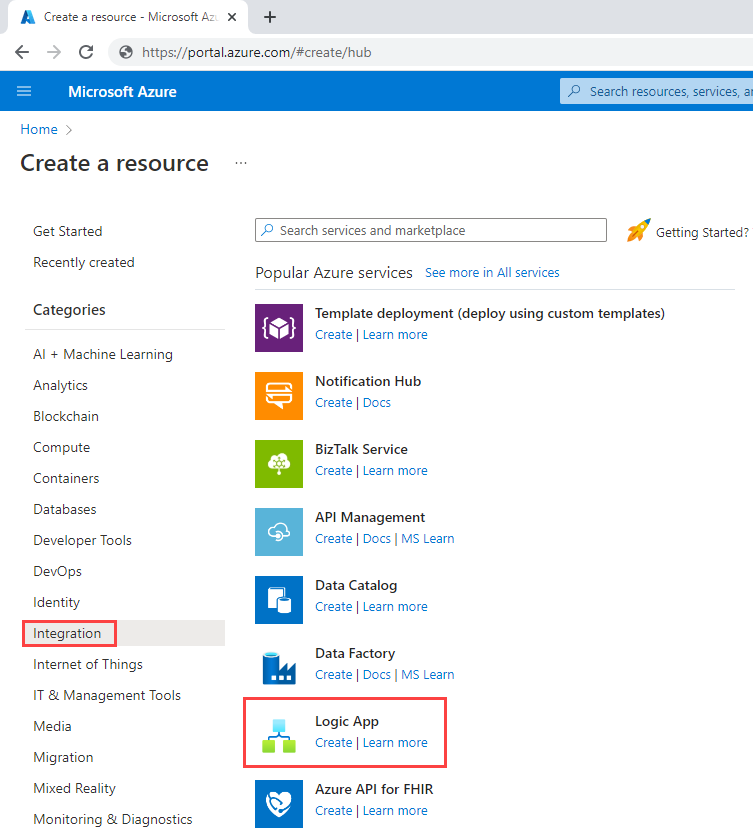 Create a resource - Microsoft Azu
https://portal.azure.com/#create/hub
Microsoft Azure
Search resources, services, an
Home
Create a resource
...
Get Started
Recently created
Categories
AI + Machine Learning
Analytics
Blockchain
Compute
Containers
Databases
Developer Tools
DevOps
Identity
Integration
Internet of Things
IT & Management Tools
Media
Migration
Mixed Reality
Monitoring & Diagnostics
Search services and marketplace
Getting Started?
Popular Azure services See more in All services
Template deployment (deploy using custom templates)
Create | Learn more
Notification Hub
Create | Docs
BizTalk Service
Create | Learn more
API Management
Create | Docs | MS Learn
Data Catalog
Create | Learn more
Data Factory
Create | Docs | MS Learn
Logic App
Create | Learn more
Azure API for FHIR
Create | Learn more